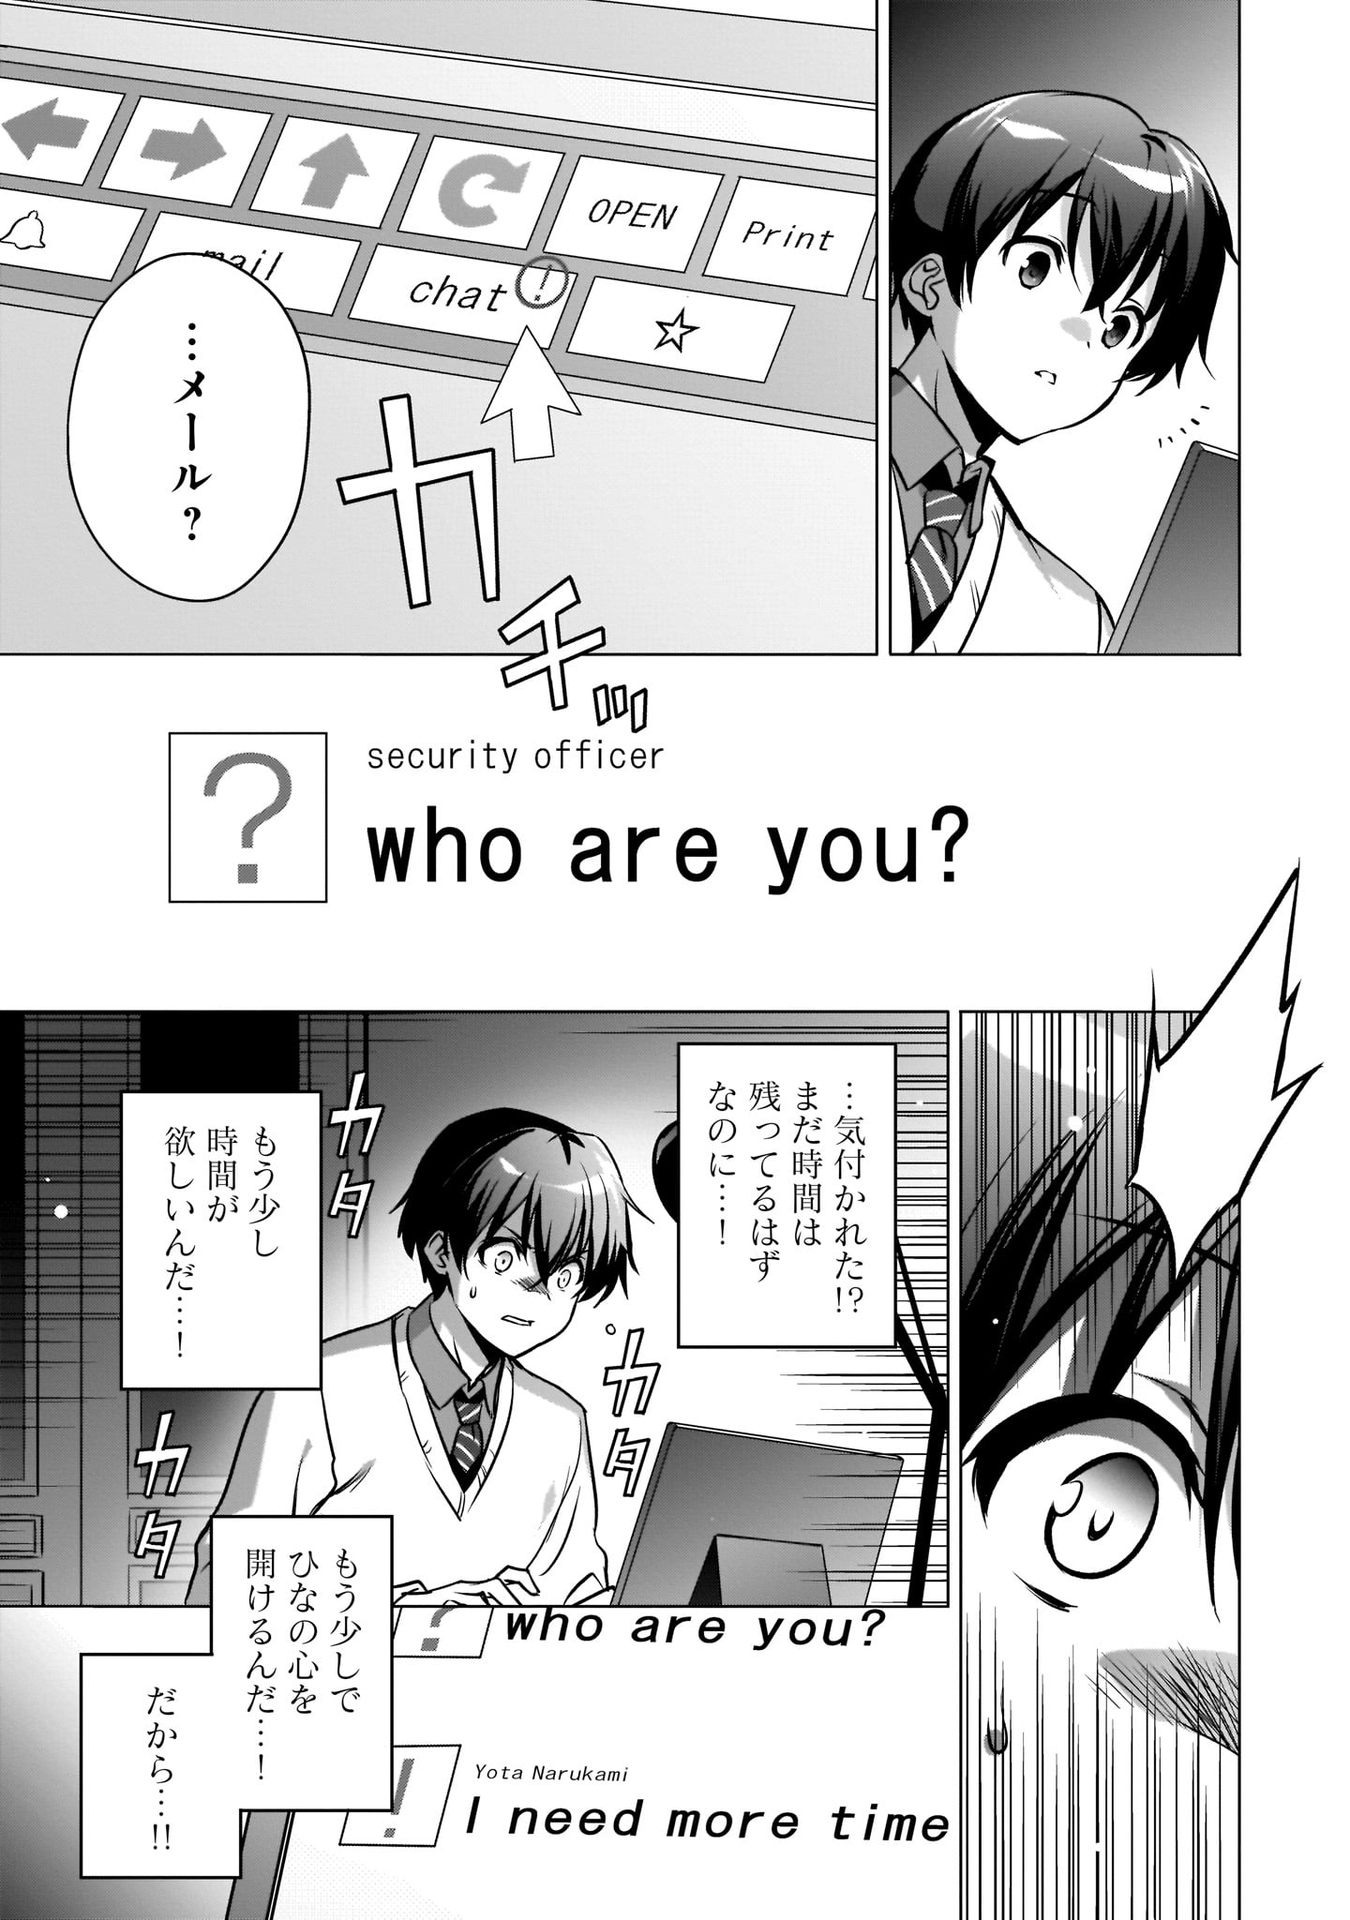 OPEN
Print
mail
chat!
☆
…メール？
カチッ
?
security officer
who are you?
…気付かれた!?
まだ時間は
残ってるはず
なのに…！
カタ
カタ
カタ
もう少し
時間が
欲しいんだ…！
もう少しで
ひなの心を
開けるんだ…！
だから…!!
?
who are you?
!
Yota Narukami
I need more time